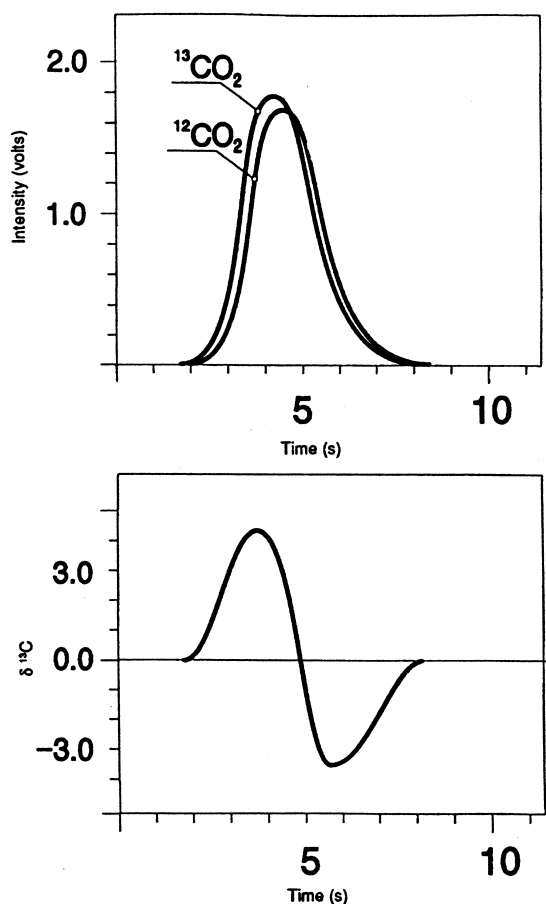 2.0
¹³CO₂
¹²CO₂
1.0
Intensity (volts)
5
10
Time (s)
3.0
0.0
−3.0
δ ¹³C
5
10
Time (s)